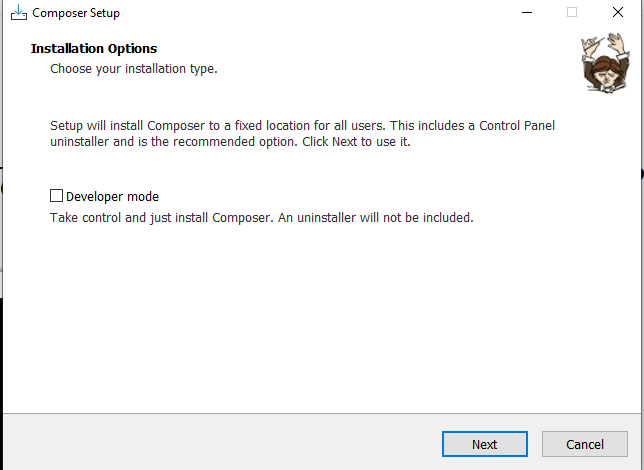 Composer Setup
Installation Options
Choose your installation type.
Setup will install Composer to a fixed location for all users. This includes a Control Panel
uninstaller and is the recommended option. Click Next to use it.
Developer mode
Take control and just install Composer. An uninstaller will not be included.
Next
Cancel